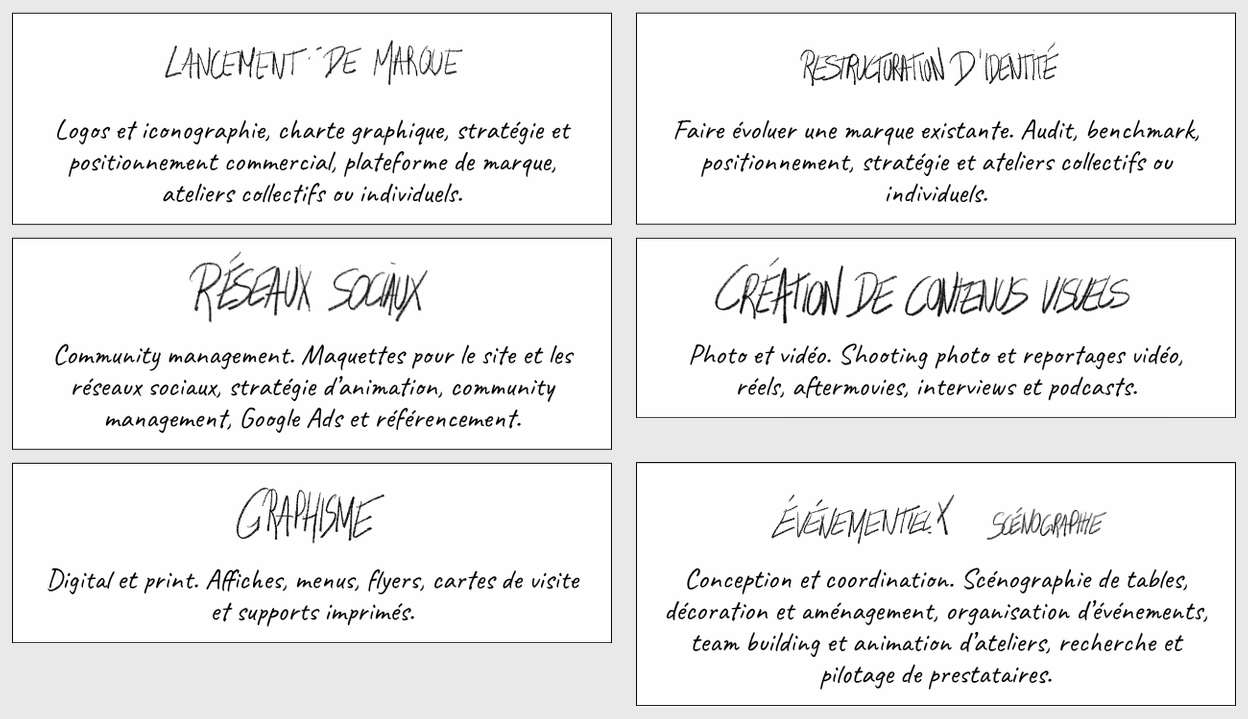 LANCEMENT DE MARQUE
Logos et iconographie, charte graphique, stratégie et
positionnement commercial, plateforme de marque,
ateliers collectifs ou individuels.
RESTRUCTURATION D'IDENTITÉ
Faire évoluer une marque existante. Audit, benchmark,
positionnement, stratégie et ateliers collectifs ou
individuels.
RÉSEAUX SOCIAUX
Community management. Maquettes pour le site et les
réseaux sociaux, stratégie d’animation, community
management, Google Ads et référencement.
CRÉATION DE CONTENUS VISUELS
Photo et vidéo. Shooting photo et reportages vidéo,
réels, aftermovies, interviews et podcasts.
GRAPHISME
Digital et print. Affiches, menus, flyers, cartes de visite
et supports imprimés.
ÉVÉNEMENTIEL X SCÉNOGRAPHIE
Conception et coordination. Scénographie de tables,
décoration et aménagement, organisation d’événements,
team building et animation d’ateliers, recherche et
pilotage de prestataires.